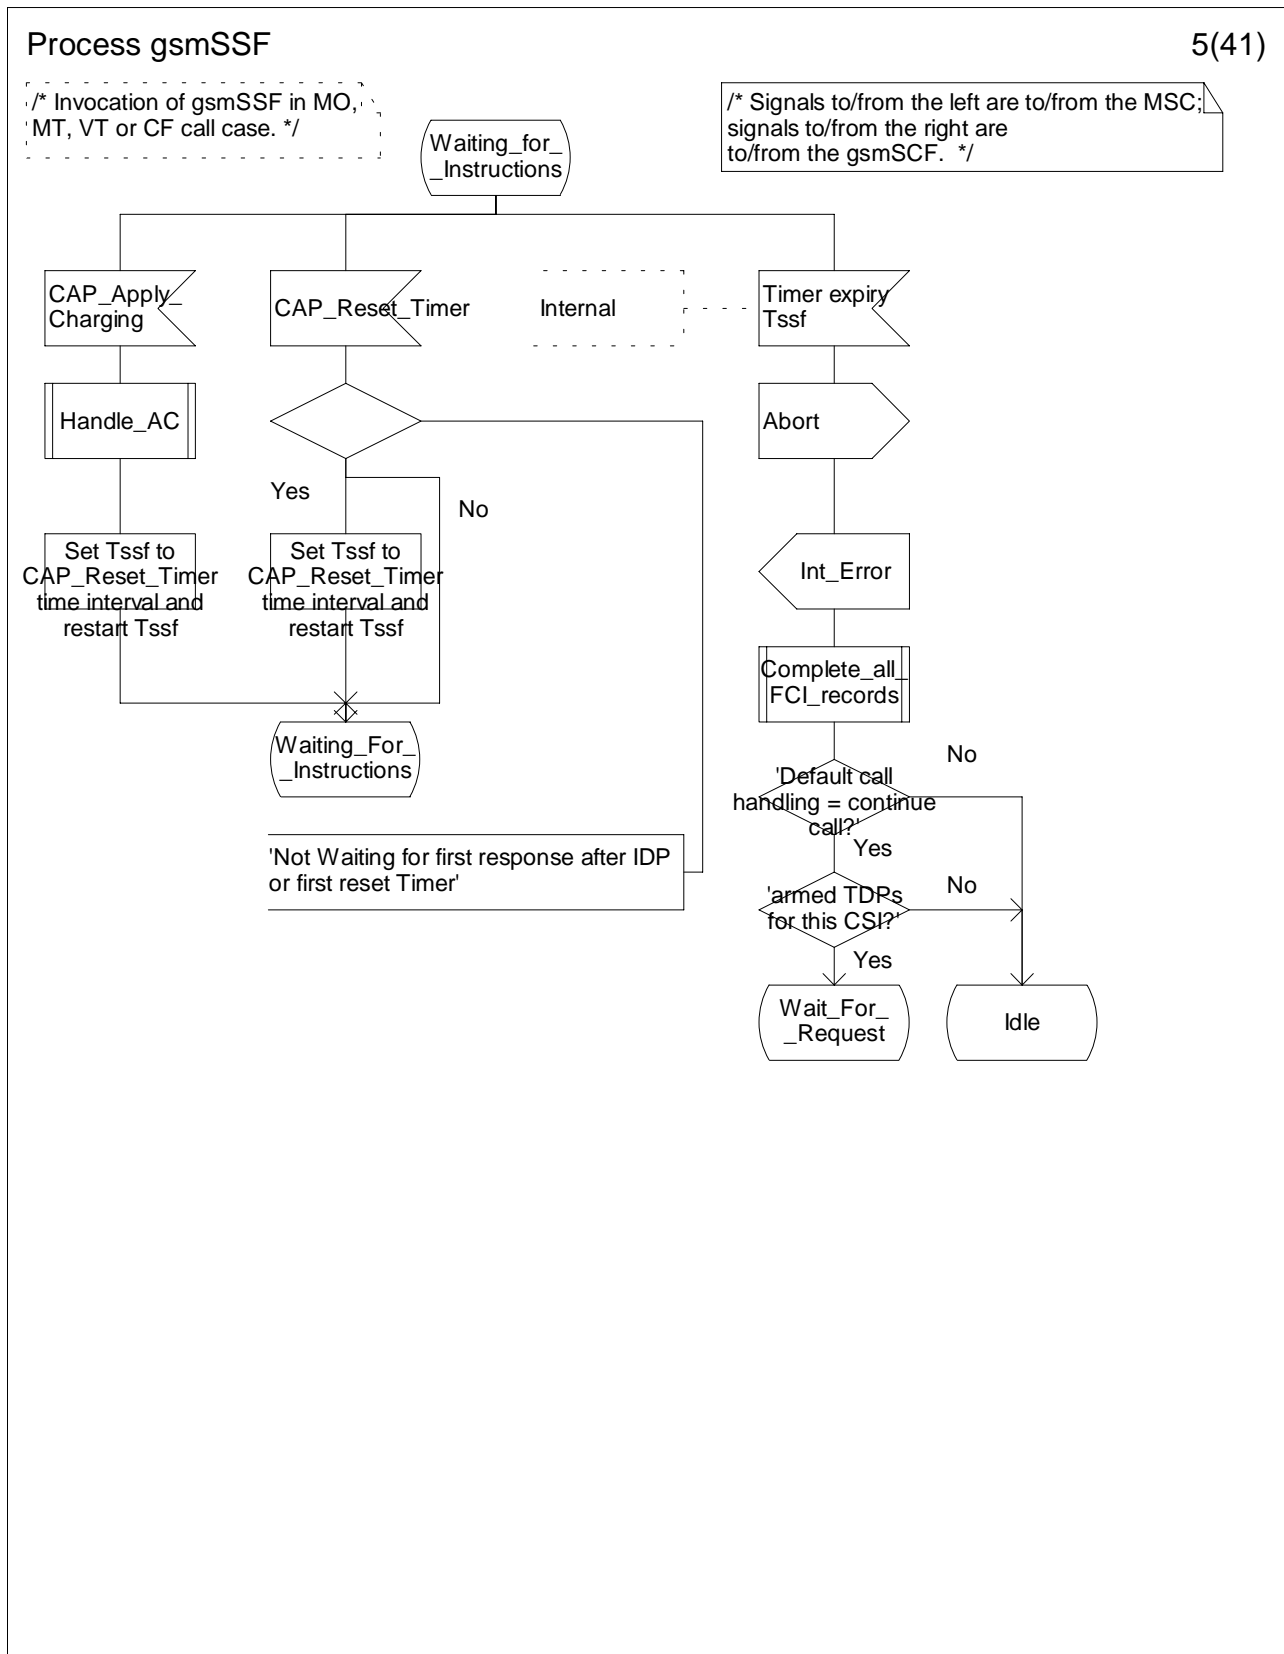 Process gsmSSF
5(41)
/* Invocation of gsmSSF in MO,
MT, VT or CF call case. */
/* Signals to/from the left are to/from the MSC;
signals to/from the right are
to/from the gsmSCF. */
Waiting_for_
_Instructions
CAP_Apply_
Charging
CAP_Reset_Timer
Internal
Timer expiry
Tssf
Handle_AC
Abort
Yes
No
Set Tssf to
CAP_Reset_Timer
time interval and
restart Tssf
Set Tssf to
CAP_Reset_Timer
time interval and
restart Tssf
Int_Error
Complete_all_
FCI_records
Waiting_For_
_Instructions
No
'Default call
handling = continue
call?'
Yes
'Not Waiting for first response after IDP
or first reset Timer'
'armed TDPs
for this CSI?'
No
Yes
Wait_For_
_Request
Idle